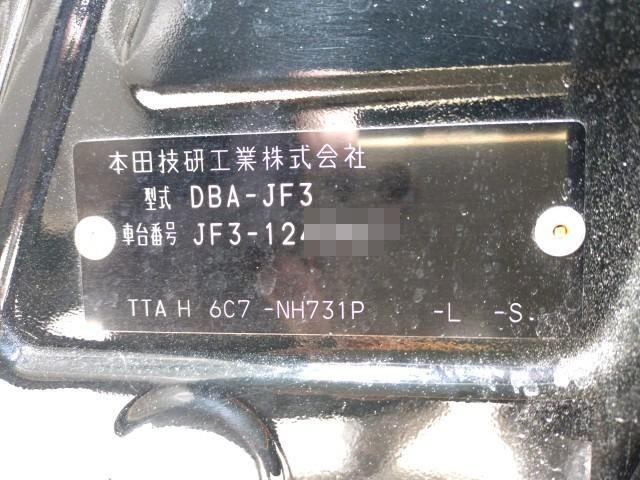 本田技研工業株式会社
型式 DBA-JF3
車台番号 JF3-124
TTA H 6C7 -NH731P -L -S